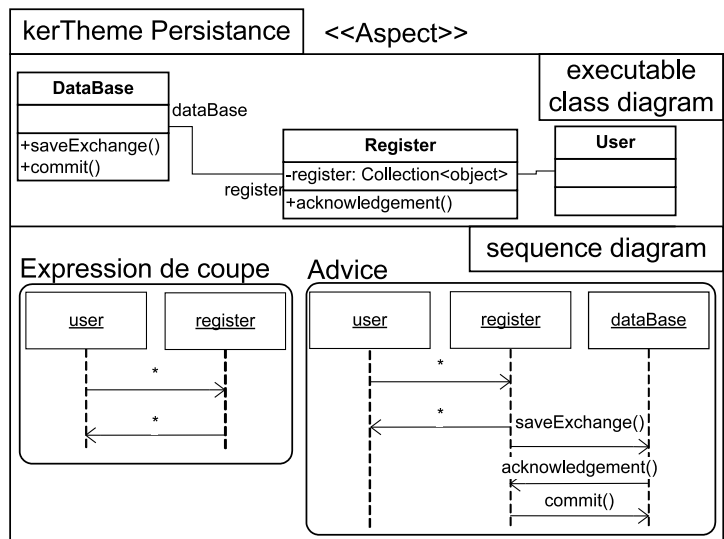 kerTheme Persistance
<<Aspect>>
executable
class diagram
DataBase
+saveExchange()
+commit()
dataBase
register
Register
-register: Collection<object>
+acknowledgement()
User
sequence diagram
Expression de coupe
user
register
*
*
Advice
user
register
dataBase
*
*
saveExchange()
acknowledgement()
commit()